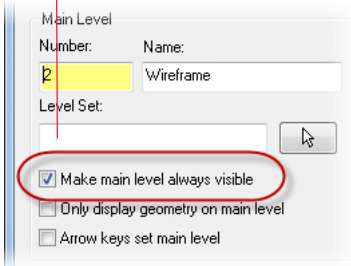 Main Level
Number: Name:
2 Wireframe
Level Set:
Make main level always visible
Only display geometry on main level
Arrow keys set main level